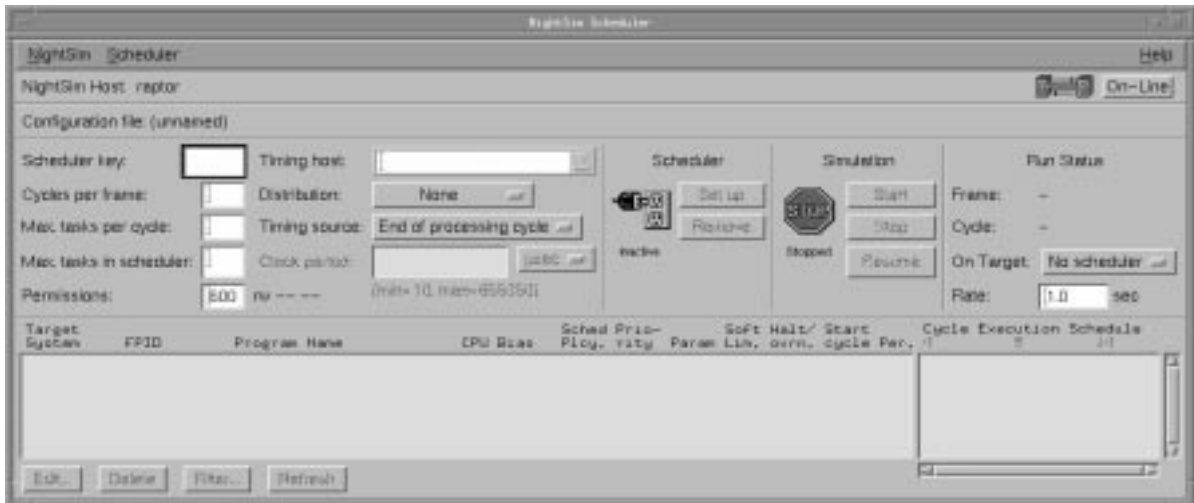 NightSim Scheduler
NightSim Scheduler Help
NightSim Host: raptor On-Line
Configuration file: (unnamed)
Scheduler key: Timing host: Scheduler Simulation Run Status
Cycles per frame: Distribution: None Set up Start Frame: -
STOP
Max. tasks per cycle: Timing source: End of processing cycle Remove Stop Cycle: -
Inactive Stopped
Max. tasks in scheduler: Clock period: usec Resume On Target: No scheduler
Permissions: 600 rw -- -- (min=10, max=655350) Rate: 1.0 sec
Target Sched Prio- Soft Halt/ Start Cycle Execution Schedule
System FPID Program Name CPU Bias Plcy. rity Param Lim. ovrn. cycle Per.
Edit... Delete Filter... Refresh